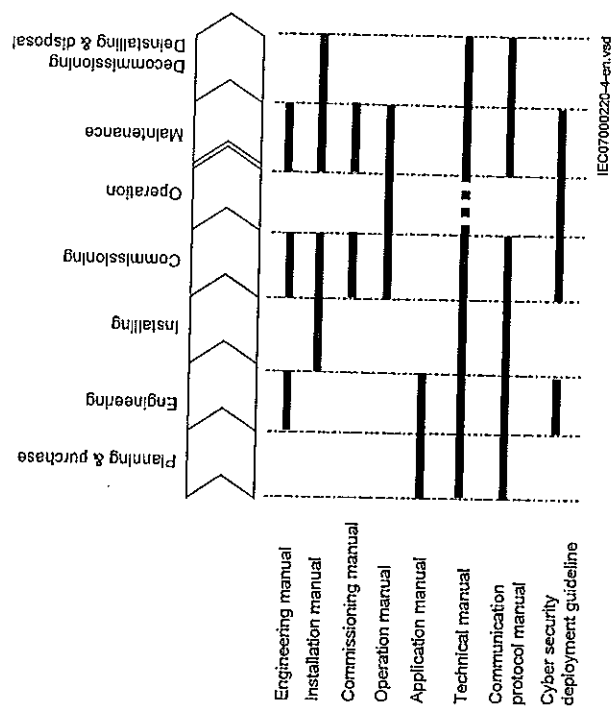 Planning & purchase
Engineering
Installing
Commissioning
Operation
Maintenance
Decommissioning
Deinstalling & disposal
Engineering manual
Installation manual
Commissioning manual
Operation manual
Application manual
Technical manual
Communication
protocol manual
Cyber security
deployment guideline
IEC07000220-4-en.vsd